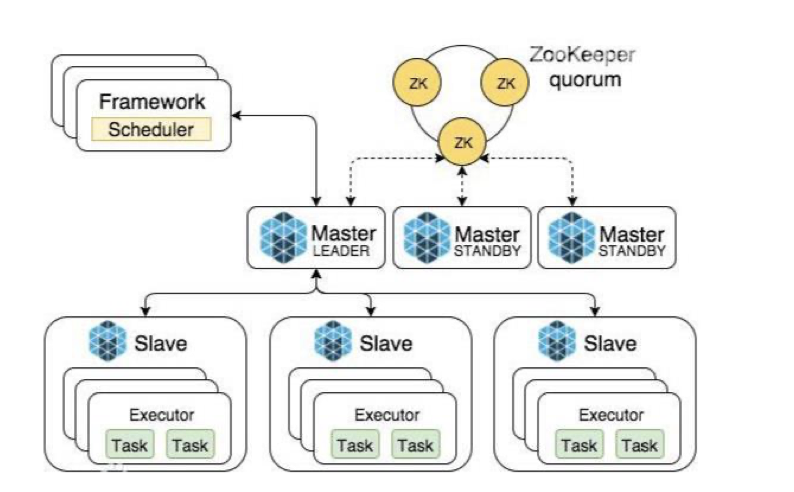 ZooKeeper
quorum
ZK
ZK
ZK
Framework
Scheduler
Master
LEADER
Master
STANDBY
Master
STANDBY
Slave
Executor
Task Task
Slave
Executor
Task Task
Slave
Executor
Task Task